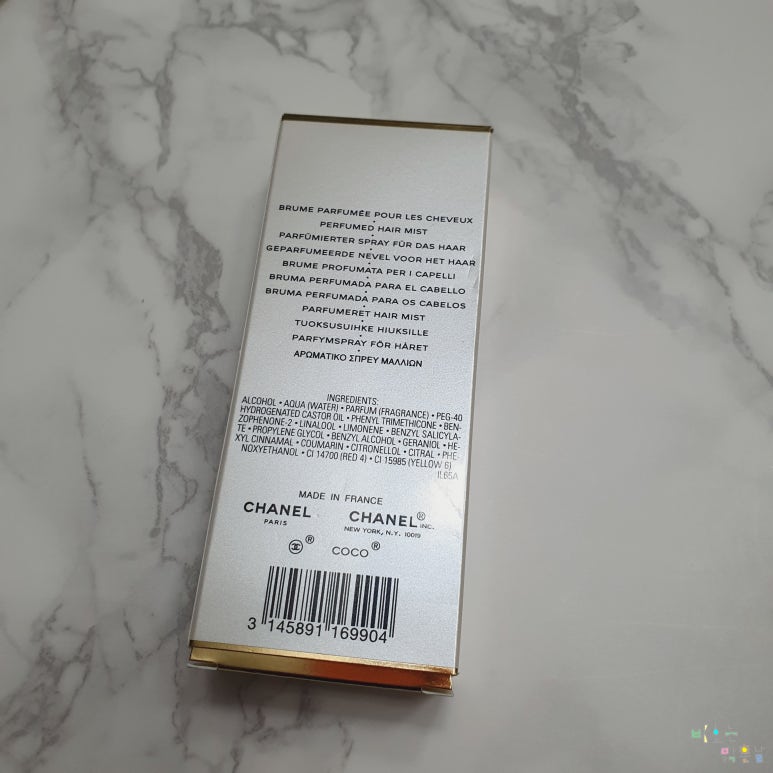 BRUME PARFUMÉE POUR LES CHEVEUX
•
PERFUMED HAIR MIST
•
PARFÜMIERTER SPRAY FÜR DAS HAAR
•
GEPARFUMEERDE NEVEL VOOR HET HAAR
•
BRUME PROFUMATA PER I CAPELLI
•
BRUMA PERFUMADA PARA EL CABELLO
•
BRUMA PERFUMADA PARA OS CABELOS
•
PARFUMERET HAIR MIST
•
TUOKSUSUIHKE HIUKSILLE
•
PARFYMSPRAY FÖR HÅRET
•
ΑΡΩΜΑΤΙΚΟ ΣΠΡΕΥ ΜΑΛΛΙΩΝ
INGREDIENTS:
ALCOHOL • AQUA (WATER) • PARFUM (FRAGRANCE) • PEG-40
HYDROGENATED CASTOR OIL • PHENYL TRIMETHICONE • BEN-
ZOPHENONE-2 • LINALOOL • LIMONENE • BENZYL SALICYLA-
TE • PROPYLENE GLYCOL • BENZYL ALCOHOL • GERANIOL • HE-
XYL CINNAMAL • COUMARIN • CITRONELLOL • CITRAL • PHE-
NOXYETHANOL • CI 14700 (RED 4) • CI 15985 (YELLOW 6)
IL65A
MADE IN FRANCE
CHANEL
PARIS
CHANEL® INC.
NEW YORK, N.Y. 10019
® COCO®
3 145891 169904